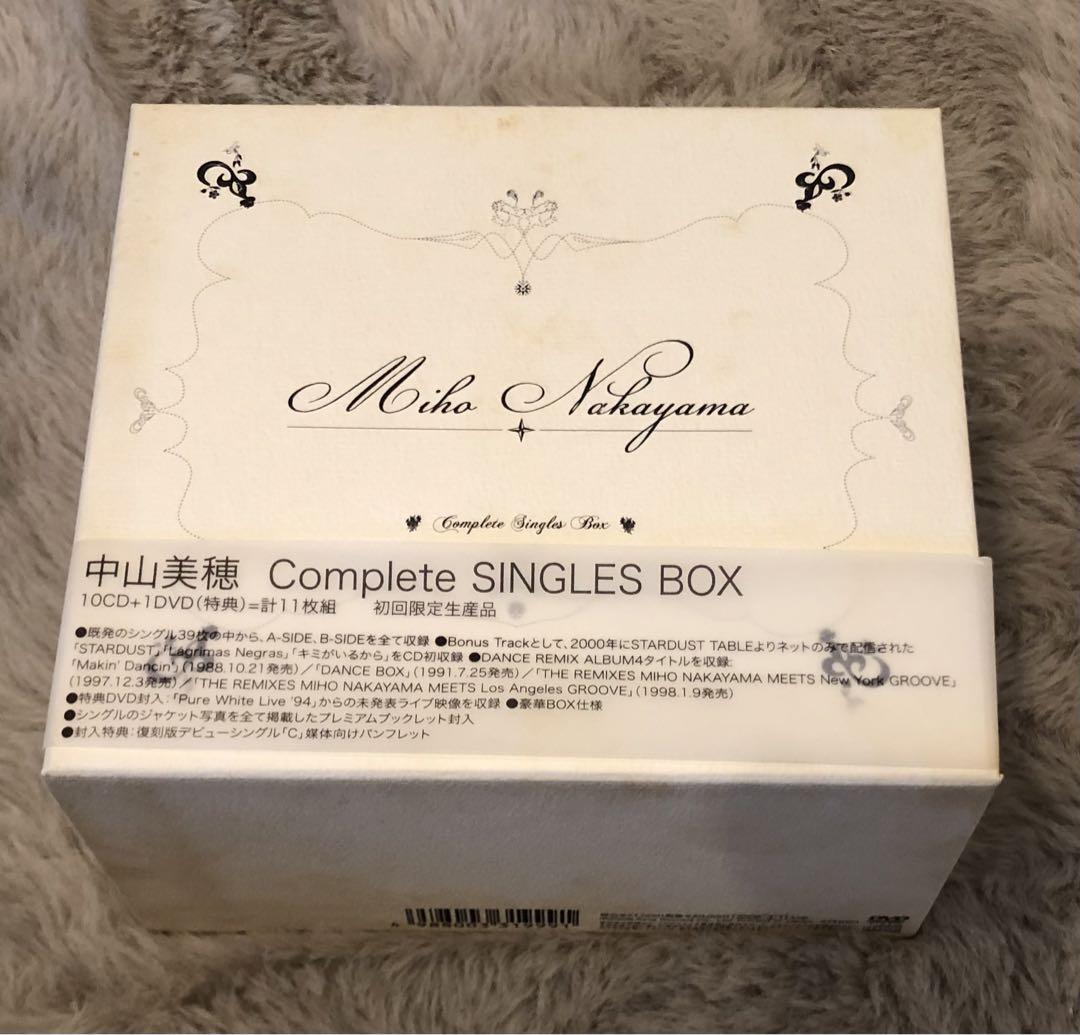 Miho Nakayama
Complete Singles Box
中山美穂 Complete SINGLES BOX
10CD+1DVD(特典)=計11枚組 初回限定生産品
●既発のシングル39枚の中から、A-SIDE、B-SIDEを全て収録 ●Bonus Trackとして、2000年にSTARDUST TABLEよりネットのみで配信された
「STARDUST」「Lagrimas Negras」「キミがいるから」をCD初収録 ●DANCE REMIX ALBUM4タイトルを収録:
「Makin' Dancin'」(1988.10.21発売)/「DANCE BOX」(1991.7.25発売)/「THE REMIXES MIHO NAKAYAMA MEETS New York GROOVE」
(1997.12.3発売)/「THE REMIXES MIHO NAKAYAMA MEETS Los Angeles GROOVE」(1998.1.9発売)
●特典DVD封入:「Pure White Live '94」からの未発表ライブ映像を収録 ●豪華BOX仕様
●シングルのジャケット写真を全て掲載したプレミアムブックレット封入
●封入特典:復刻版デビューシングル「C」媒体向けパンフレット
DVD